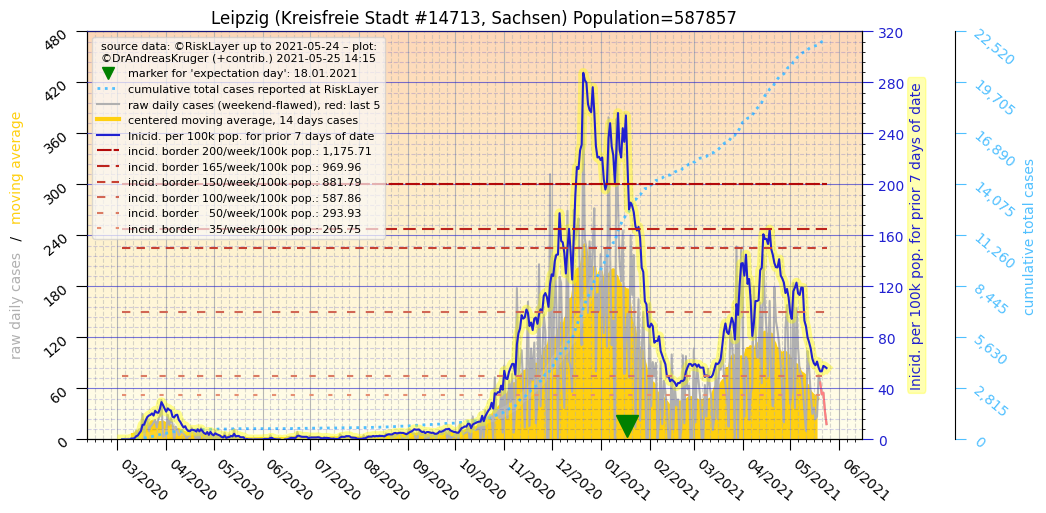 Leipzig (Kreisfreie Stadt #14713, Sachsen) Population=587857
source data: ©RiskLayer up to 2021-05-24 – plot:
©DrAndreasKruger (+contrib.) 2021-05-25 14:15
marker for 'expectation day': 18.01.2021
cumulative total cases reported at RiskLayer
raw daily cases (weekend-flawed), red: last 5
centered moving average, 14 days cases
Inicid. per 100k pop. for prior 7 days of date
incid. border 200/week/100k pop.: 1,175.71
incid. border 165/week/100k pop.: 969.96
incid. border 150/week/100k pop.: 881.79
incid. border 100/week/100k pop.: 587.86
incid. border   50/week/100k pop.: 293.93
incid. border   35/week/100k pop.: 205.75
raw daily cases  /  moving average
480
420
360
300
240
180
120
60
0
320
280
240
200
160
120
80
40
0
Inicid. per 100k pop. for prior 7 days of date
22,520
19,705
16,890
14,075
11,260
8,445
5,630
2,815
0
cumulative total cases
03/2020
04/2020
05/2020
06/2020
07/2020
08/2020
09/2020
10/2020
11/2020
12/2020
01/2021
02/2021
03/2021
04/2021
05/2021
06/2021